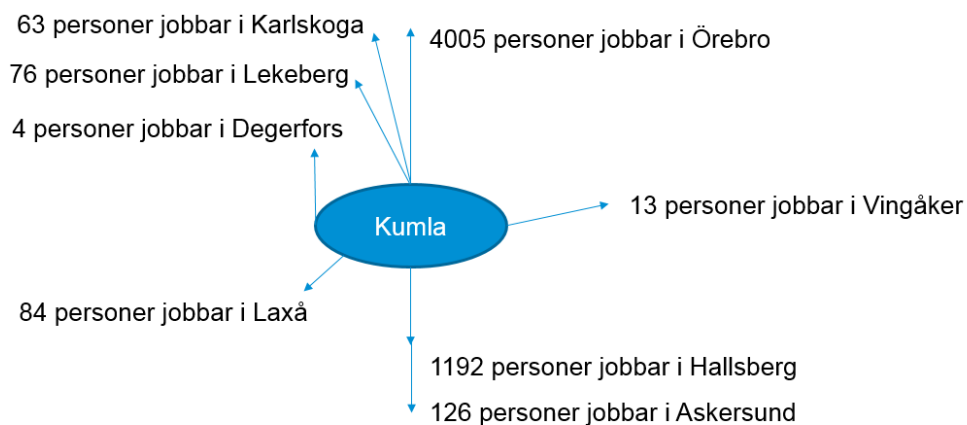 63 personer jobbar i Karlskoga
4005 personer jobbar i Örebro
76 personer jobbar i Lekeberg
4 personer jobbar i Degerfors
13 personer jobbar i Vingåker
Kumla
84 personer jobbar i Laxå
1192 personer jobbar i Hallsberg
126 personer jobbar i Askersund